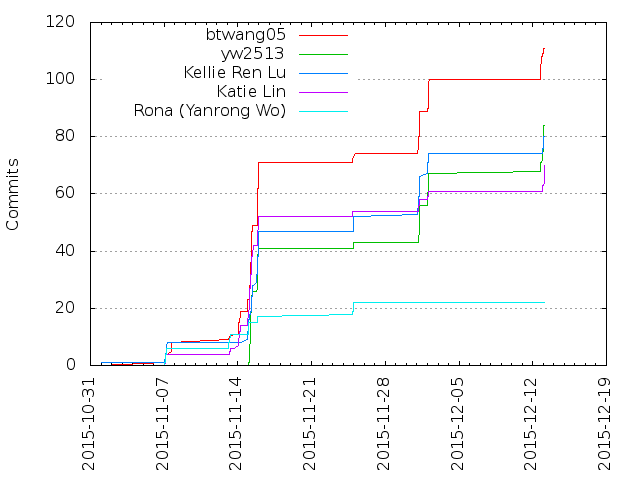 120
100
80
60
40
20
0
Commits
btwang05
yw2513
Kellie Ren Lu
Katie Lin
Rona (Yanrong Wo)
2015-10-31
2015-11-07
2015-11-14
2015-11-21
2015-11-28
2015-12-05
2015-12-12
2015-12-19